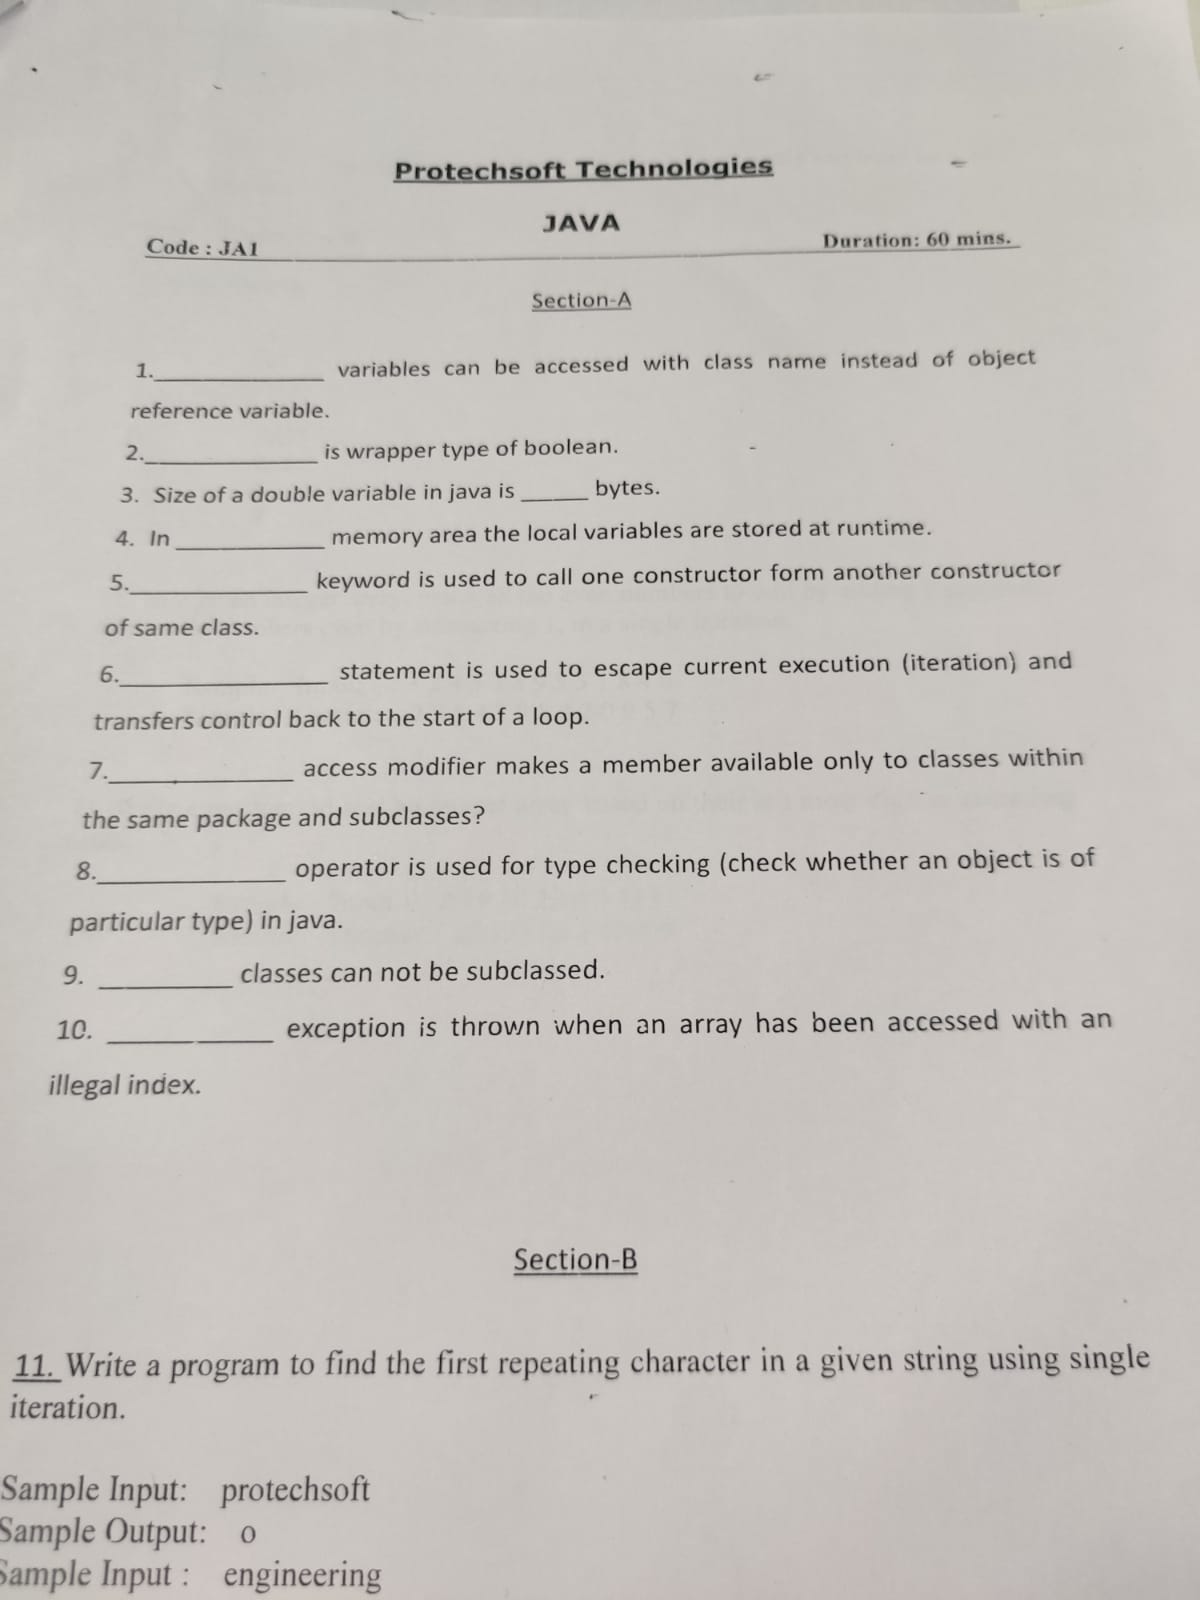 Protechsoft Technologies
JAVA
Code : JA1 Duration: 60 mins.
Section-A
1.______________ variables can be accessed with class name instead of object
reference variable.
2.______________ is wrapper type of boolean.
3. Size of a double variable in java is ______ bytes.
4. In ____________ memory area the local variables are stored at runtime.
5.______________ keyword is used to call one constructor form another constructor
of same class.
6.________________ statement is used to escape current execution (iteration) and
transfers control back to the start of a loop.
7.______________ access modifier makes a member available only to classes within
the same package and subclasses?
8.______________ operator is used for type checking (check whether an object is of
particular type) in java.
9. __________ classes can not be subclassed.
10. ____________ exception is thrown when an array has been accessed with an
illegal index.
Section-B
11. Write a program to find the first repeating character in a given string using single
iteration.
Sample Input: protechsoft
Sample Output: o
Sample Input : engineering